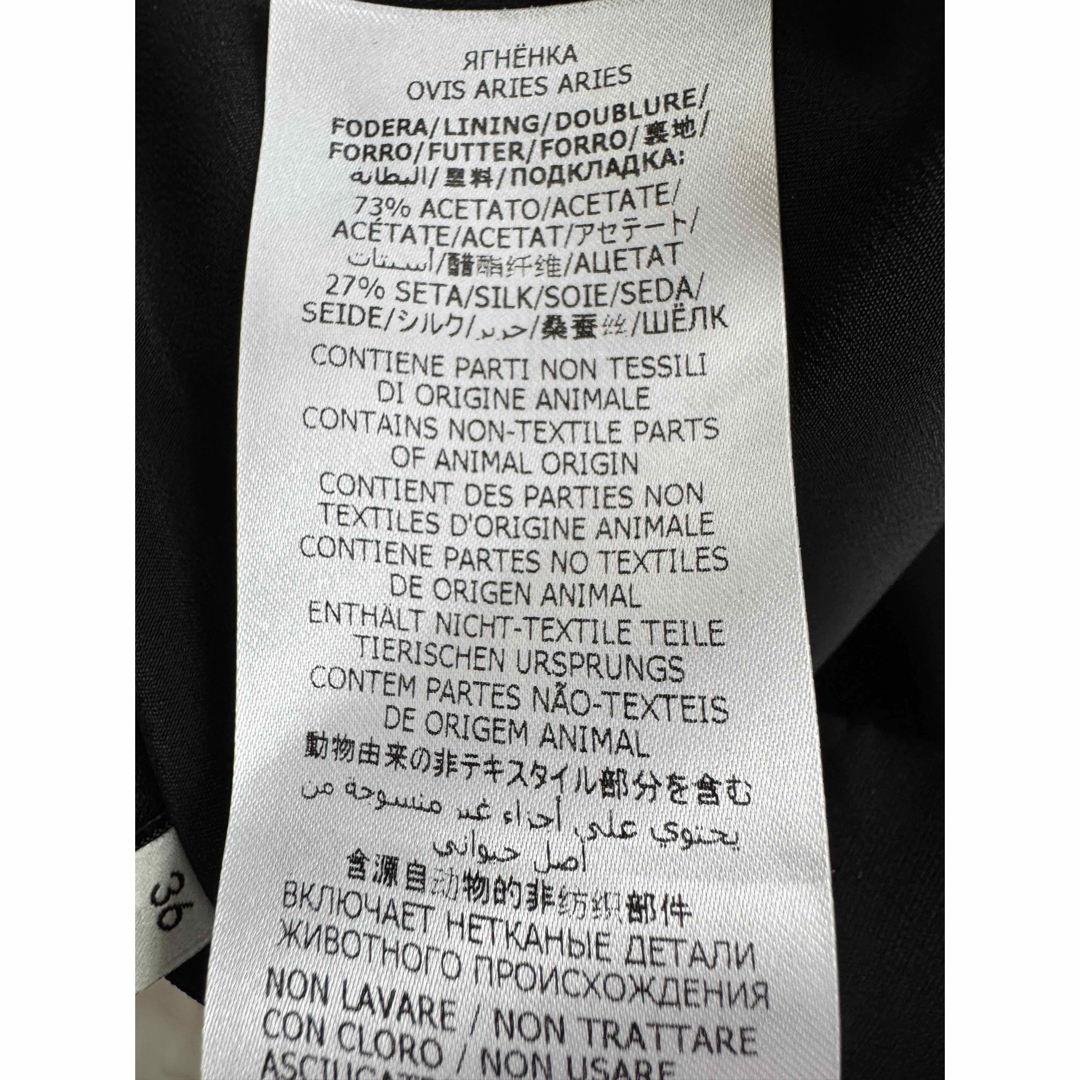 ЯГНЁНКА
OVIS ARIES ARIES
FODERA/LINING/DOUBLURE/
FORRO/FUTTER/FORRO/裏地/
البطانة/里料/ПОДКЛАДКА:
73% ACETATO/ACETATE/
ACÉTATE/ACETAT/アセテート/
أسيتات/醋酯纤维/АЦЕТАТ
27% SETA/SILK/SOIE/SEDA/
SEIDE/シルク/حرير/桑蚕丝/ШЁЛК
CONTIENE PARTI NON TESSILI
DI ORIGINE ANIMALE
CONTAINS NON-TEXTILE PARTS
OF ANIMAL ORIGIN
CONTIENT DES PARTIES NON
TEXTILES D'ORIGINE ANIMALE
CONTIENE PARTES NO TEXTILES
DE ORIGEN ANIMAL
ENTHÄLT NICHT-TEXTILE TEILE
TIERISCHEN URSPRUNGS
CONTEM PARTES NÃO-TEXTEIS
DE ORIGEM ANIMAL
動物由来の非テキスタイル部分を含む
يحتوي على أجزاء غير منسوجة من
أصل حيواني
含源自动物的非纺织部件
ВКЛЮЧАЕТ НЕТКАНЫЕ ДЕТАЛИ
ЖИВОТНОГО ПРОИСХОЖДЕНИЯ
NON LAVARE / NON TRATTARE
CON CLORO / NON USARE
36